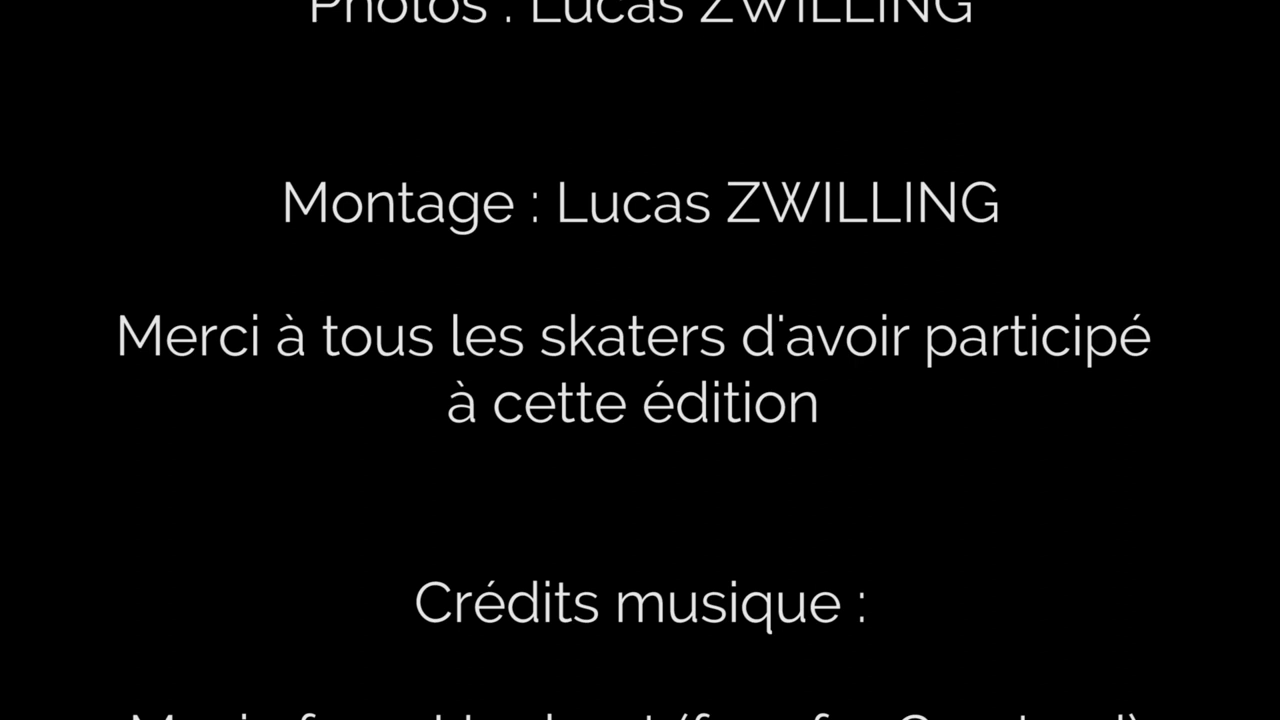 Photos : Lucas ZWILLING
Montage : Lucas ZWILLING
Merci à tous les skaters d'avoir participé
à cette édition
Crédits musique :